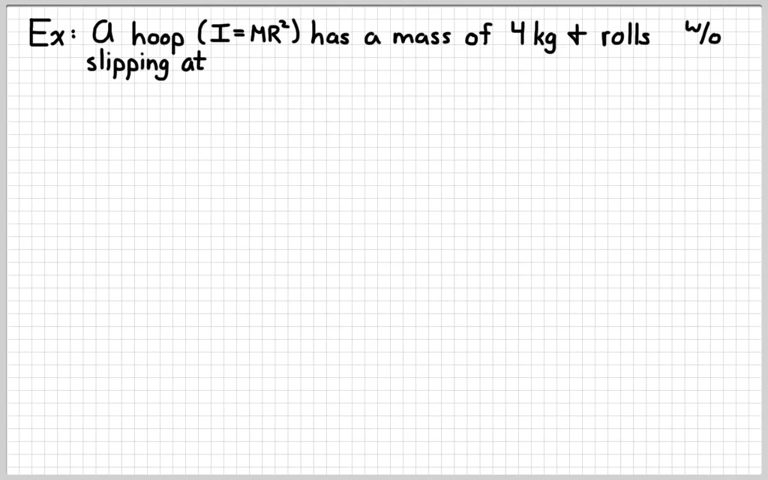 Ex: A hoop (I=MR²) has a mass of 4 kg + rolls w/o
slipping at